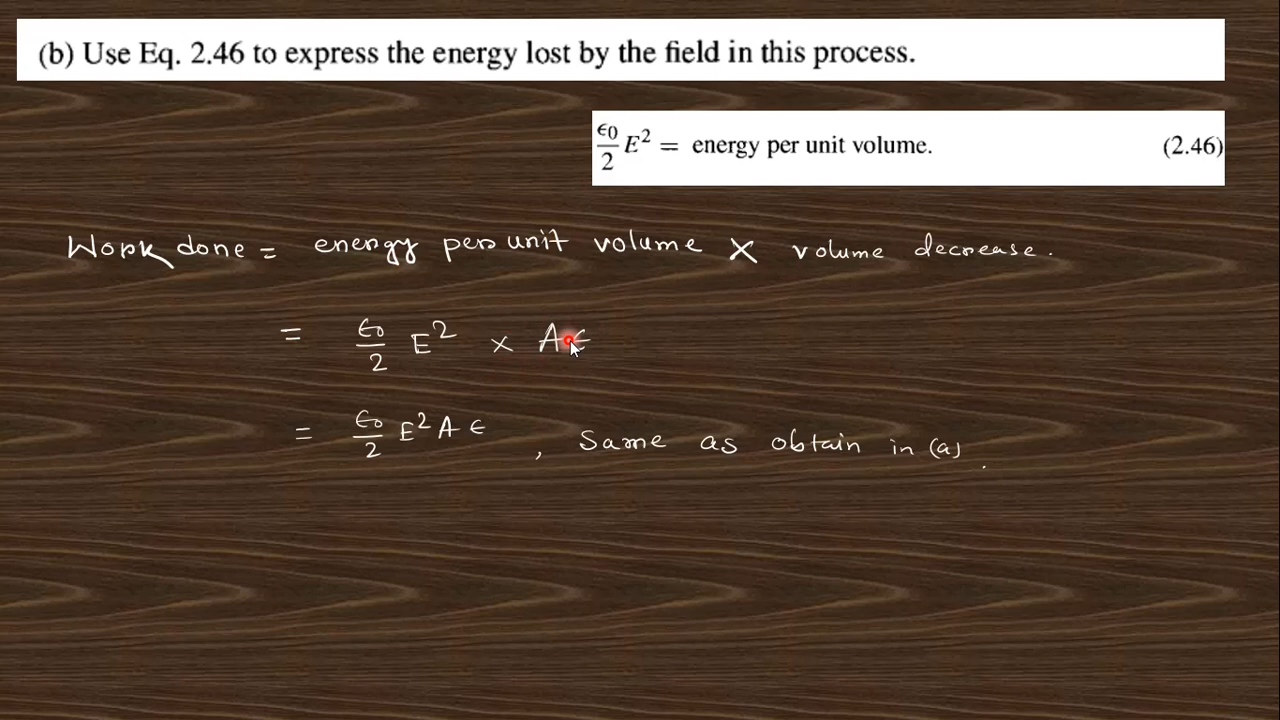 (b) Use Eq. 2.46 to express the energy lost by the field in this process.
ϵ0/2 E² = energy per unit volume. (2.46)
Work done = energy per unit volume × volume decrease.
= ϵ0/2 E² × Aϵ
= ϵ0/2 E² A ϵ , Same as obtain in (a).